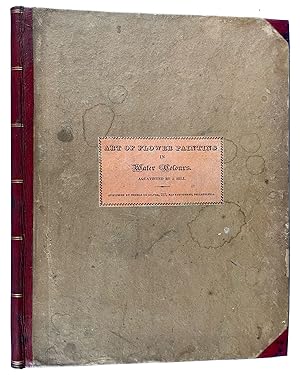 ART OF FLOWER PAINTING
IN
Water Colours.
AQUATINTED BY J. HILL.